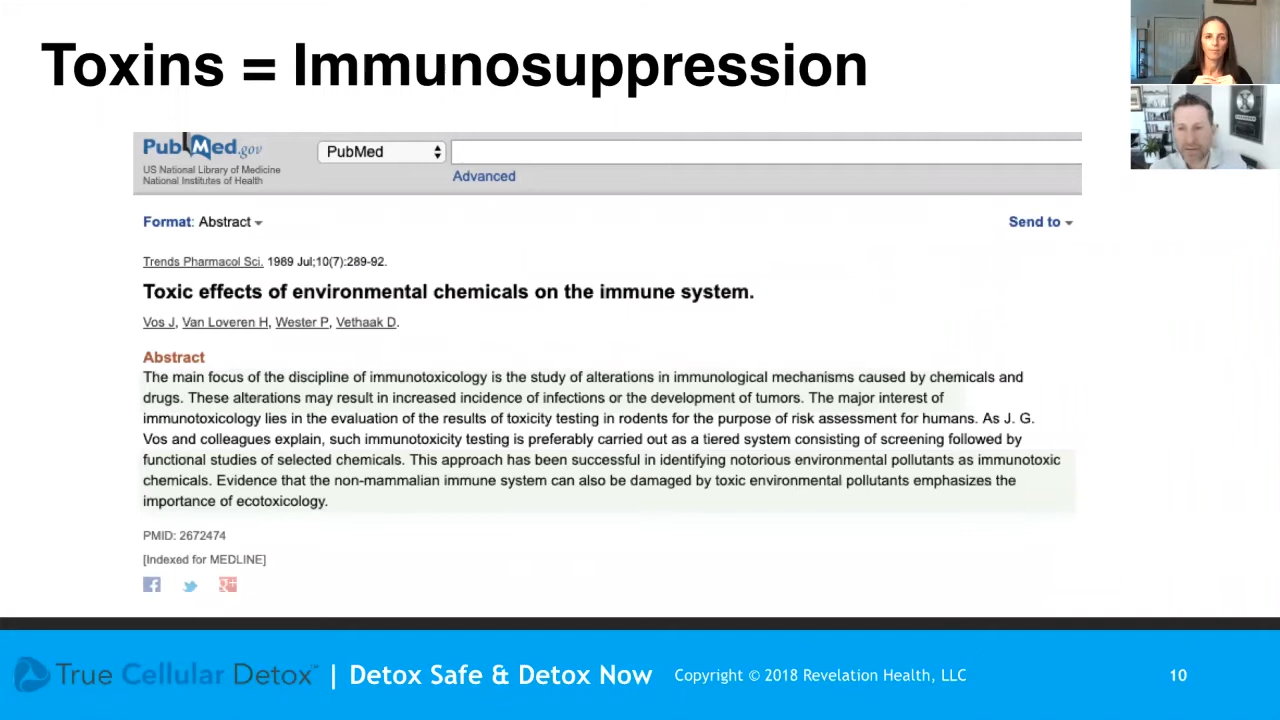 Toxins = Immunosuppression
PubMed.gov
US National Library of Medicine
National Institutes of Health
PubMed
Advanced
Format: Abstract
Send to
Trends Pharmacol Sci. 1989 Jul;10(7):289-92.
Toxic effects of environmental chemicals on the immune system.
Vos J, Van Loveren H, Wester P, Vethaak D.
Abstract
The main focus of the discipline of immunotoxicology is the study of alterations in immunological mechanisms caused by chemicals and
drugs. These alterations may result in increased incidence of infections or the development of tumors. The major interest of
immunotoxicology lies in the evaluation of the results of toxicity testing in rodents for the purpose of risk assessment for humans. As J. G.
Vos and colleagues explain, such immunotoxicity testing is preferably carried out as a tiered system consisting of screening followed by
functional studies of selected chemicals. This approach has been successful in identifying notorious environmental pollutants as immunotoxic
chemicals. Evidence that the non-mammalian immune system can also be damaged by toxic environmental pollutants emphasizes the
importance of ecotoxicology.
PMID: 2672474
[Indexed for MEDLINE]
True Cellular Detox™ | Detox Safe & Detox Now Copyright © 2018 Revelation Health, LLC 10